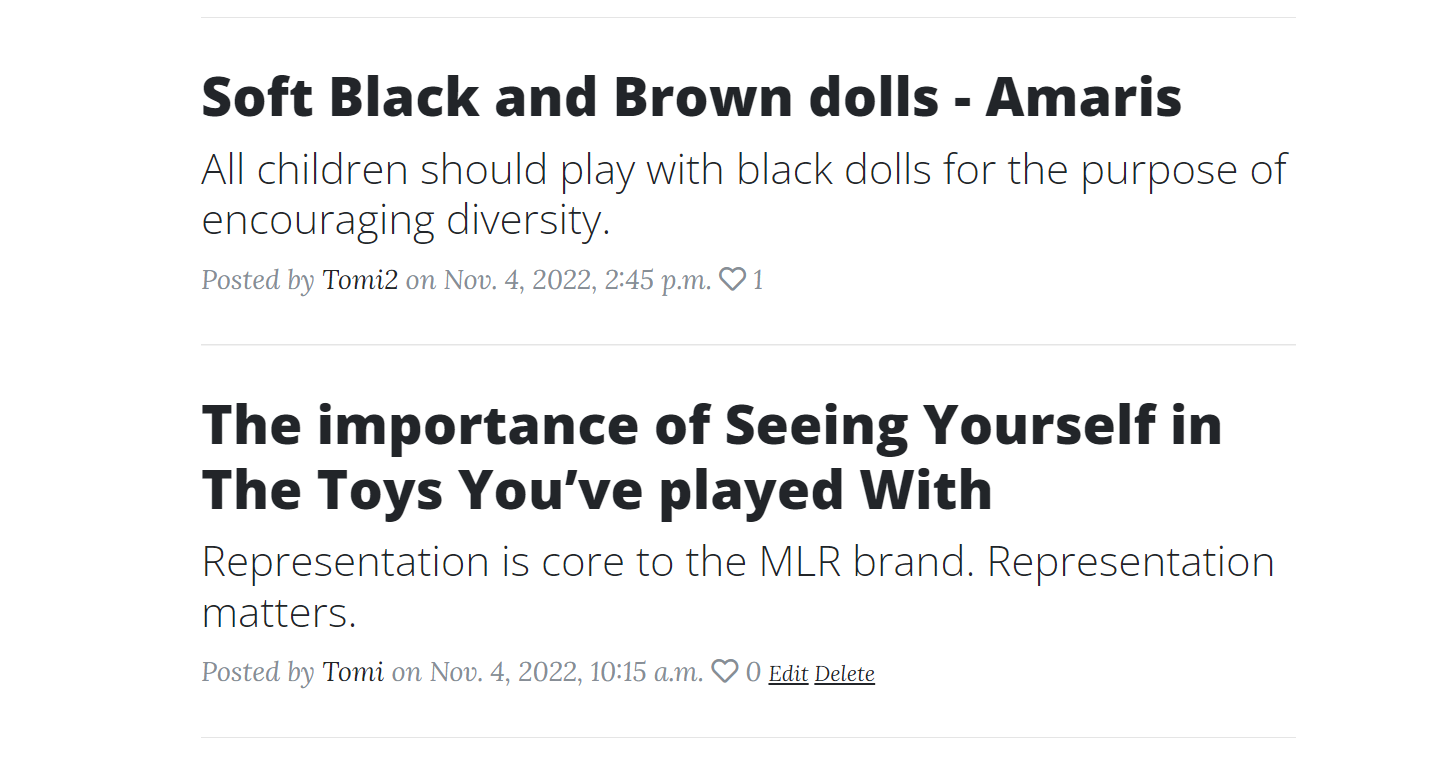 Soft Black and Brown dolls - Amaris
All children should play with black dolls for the purpose of
encouraging diversity.
Posted by Tomi2 on Nov. 4, 2022, 2:45 p.m. 1
The importance of Seeing Yourself in
The Toys You’ve played With
Representation is core to the MLR brand. Representation
matters.
Posted by Tomi on Nov. 4, 2022, 10:15 a.m. 0 Edit Delete